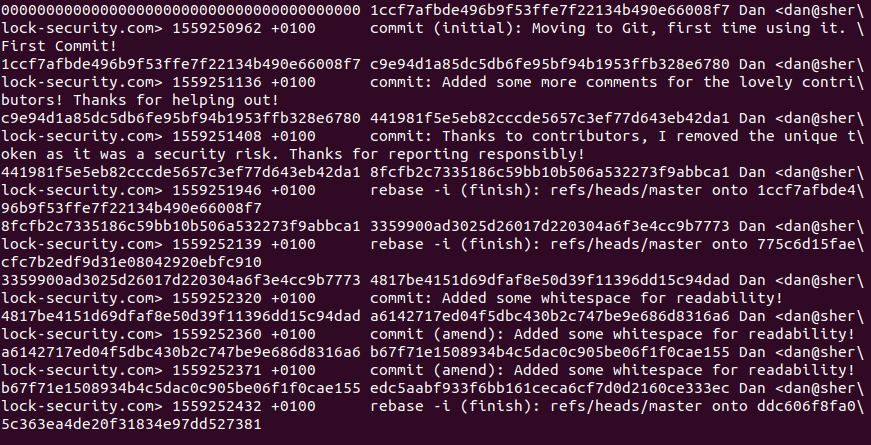 0000000000000000000000000000000000000000 1ccf7afbde496b9f53ffe7f22134b490e66008f7 Dan <dan@sher\
lock-security.com> 1559250962 +0100      commit (initial): Moving to Git, first time using it. \
First Commit!
1ccf7afbde496b9f53ffe7f22134b490e66008f7 c9e94d1a85dc5db6fe95bf94b1953ffb328e6780 Dan <dan@sher\
lock-security.com> 1559251136 +0100      commit: Added some more comments for the lovely contri\
butors! Thanks for helping out!
c9e94d1a85dc5db6fe95bf94b1953ffb328e6780 441981f5e5eb82cccde5657c3ef77d643eb42da1 Dan <dan@sher\
lock-security.com> 1559251408 +0100      commit: Thanks to contributors, I removed the unique t\
oken as it was a security risk. Thanks for reporting responsibly!
441981f5e5eb82cccde5657c3ef77d643eb42da1 8fcfb2c7335186c59bb10b506a532273f9abbca1 Dan <dan@sher\
lock-security.com> 1559251946 +0100      rebase -i (finish): refs/heads/master onto 1ccf7afbde4\
96b9f53ffe7f22134b490e66008f7
8fcfb2c7335186c59bb10b506a532273f9abbca1 3359900ad3025d26017d220304a6f3e4cc9b7773 Dan <dan@sher\
lock-security.com> 1559252139 +0100      rebase -i (finish): refs/heads/master onto 775c6d15fae\
cfc7b2edf9d31e08042920ebfc910
3359900ad3025d26017d220304a6f3e4cc9b7773 4817be4151d69dfaf8e50d39f11396dd15c94dad Dan <dan@sher\
lock-security.com> 1559252320 +0100      commit: Added some whitespace for readability!
4817be4151d69dfaf8e50d39f11396dd15c94dad a6142717ed04f5dbc430b2c747be9e686d8316a6 Dan <dan@sher\
lock-security.com> 1559252360 +0100      commit (amend): Added some whitespace for readability!
a6142717ed04f5dbc430b2c747be9e686d8316a6 b67f71e1508934b4c5dac0c905be06f1f0cae155 Dan <dan@sher\
lock-security.com> 1559252371 +0100      commit (amend): Added some whitespace for readability!
b67f71e1508934b4c5dac0c905be06f1f0cae155 edc5aabf933f6bb161ceca6cf7d0d2160ce333ec Dan <dan@sher\
lock-security.com> 1559252432 +0100      rebase -i (finish): refs/heads/master onto ddc606f8fa0\
5c363ea4de20f31834e97dd527381